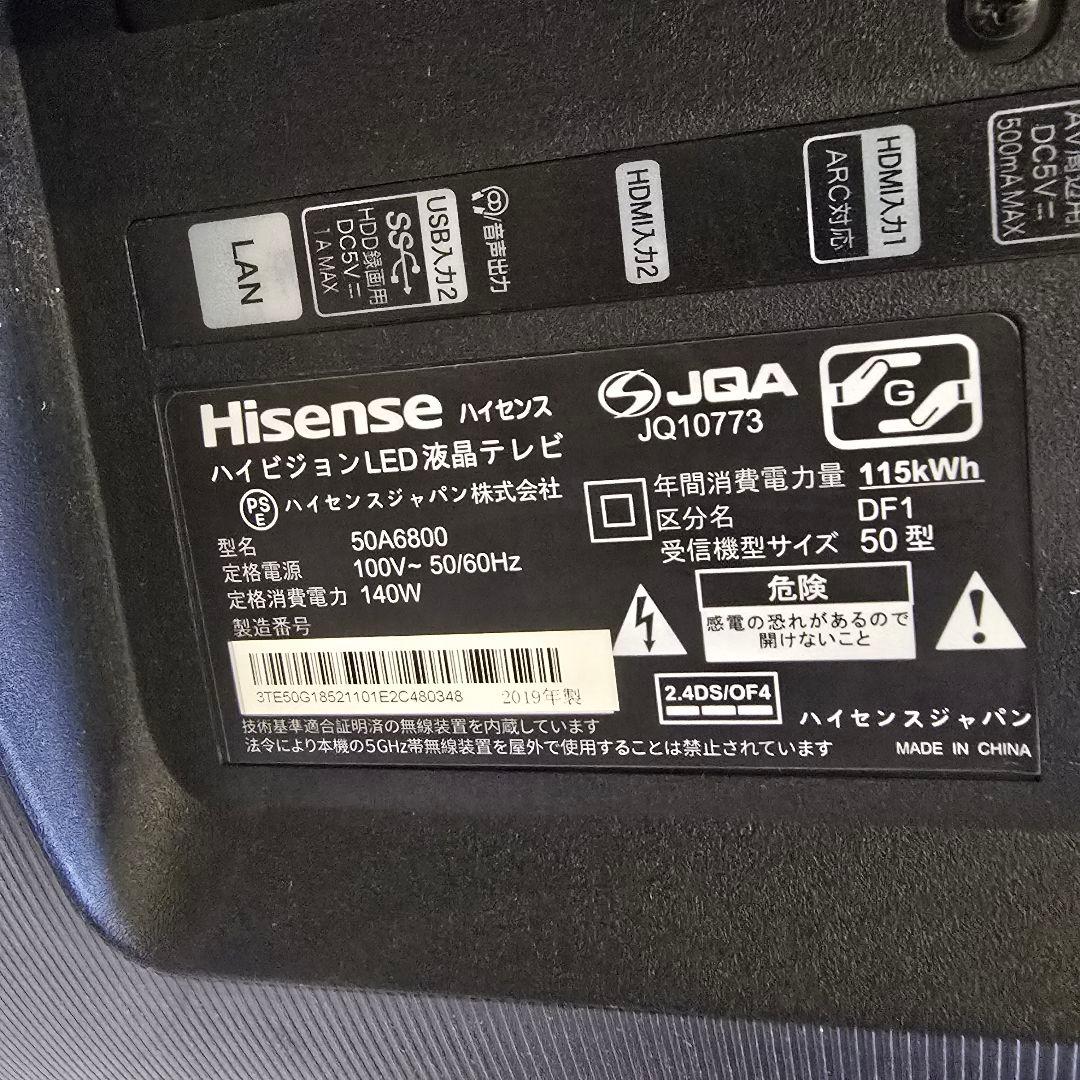 LAN
USB入力2
SS
HDD録画用
DC5V
1A MAX
/音声出力
HDMI入力2
HDMI入力1
ARC対応
DC5V
500mA MAX
Hisense ハイセンス
ハイビジョンLED液晶テレビ
PSE ハイセンスジャパン株式会社
型名 50A6800
定格電源 100V~ 50/60Hz
定格消費電力 140W
製造番号
3TE50G18521101E2C480348 2019年製
技術基準適合証明済の無線装置を内蔵しています
法令により本機の5GHz帯無線装置を屋外で使用することは禁止されています
JQA
JQ10773
G
年間消費電力量 115kWh
区分名 DF1
受信機型サイズ 50型
危険
感電の恐れがあるので
開けないこと
2.4DS/OF4
ハイセンスジャパン
MADE IN CHINA